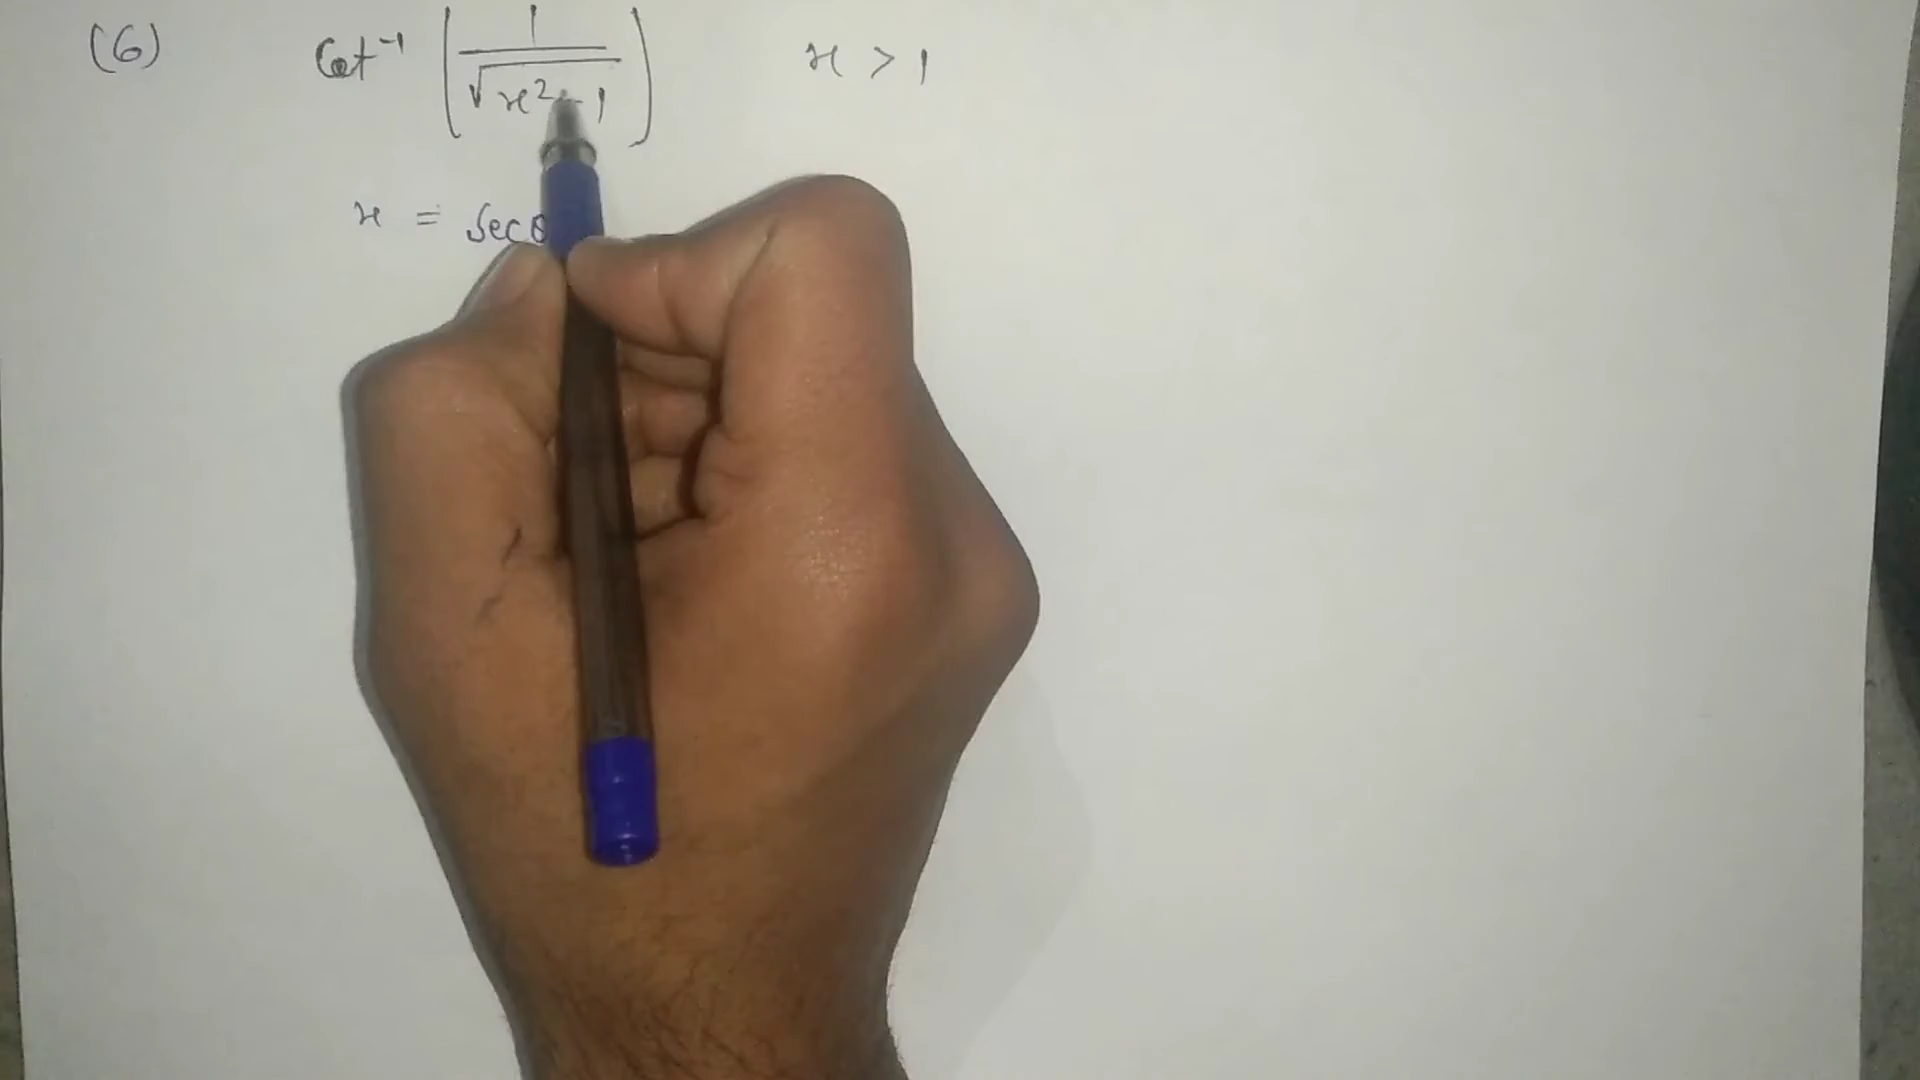 (6) Cot⁻¹ (1/√(x²-1)) x > 1
x = Secθ